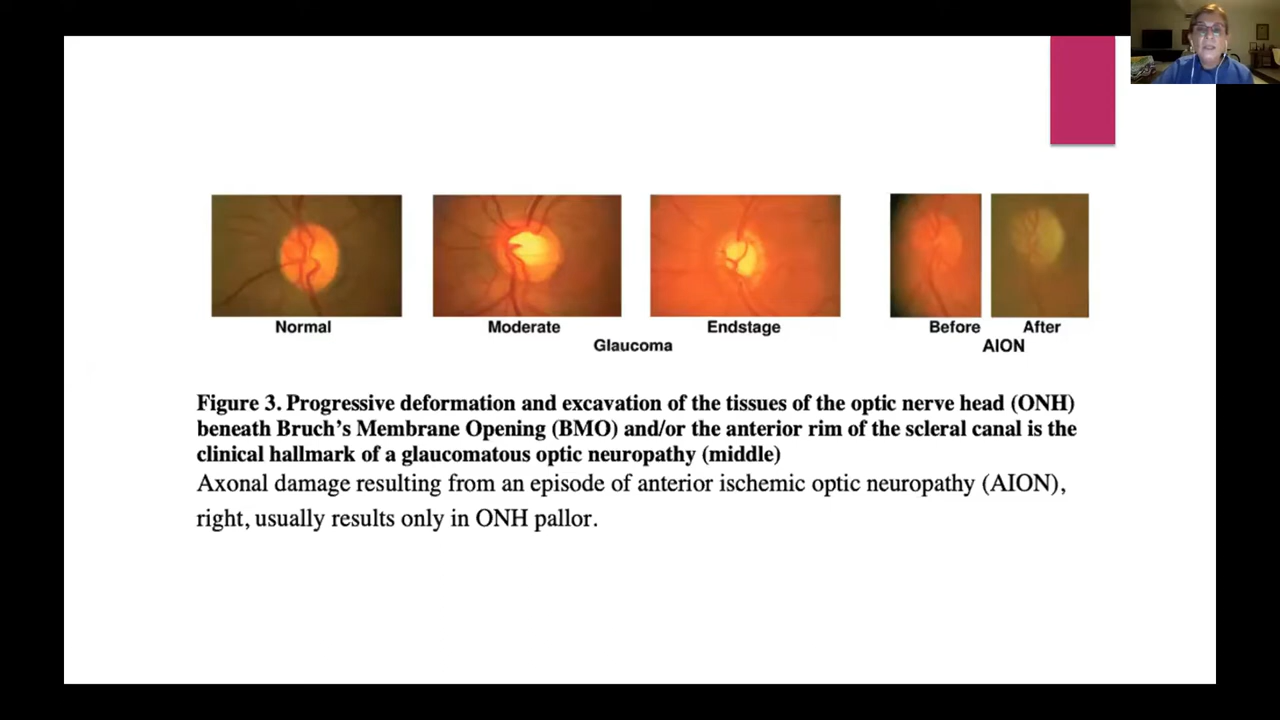 Normal
Moderate
Endstage
Before
After
Glaucoma
AION
Figure 3. Progressive deformation and excavation of the tissues of the optic nerve head (ONH)
beneath Bruch's Membrane Opening (BMO) and/or the anterior rim of the scleral canal is the
clinical hallmark of a glaucomatous optic neuropathy (middle)
Axonal damage resulting from an episode of anterior ischemic optic neuropathy (AION),
right, usually results only in ONH pallor.